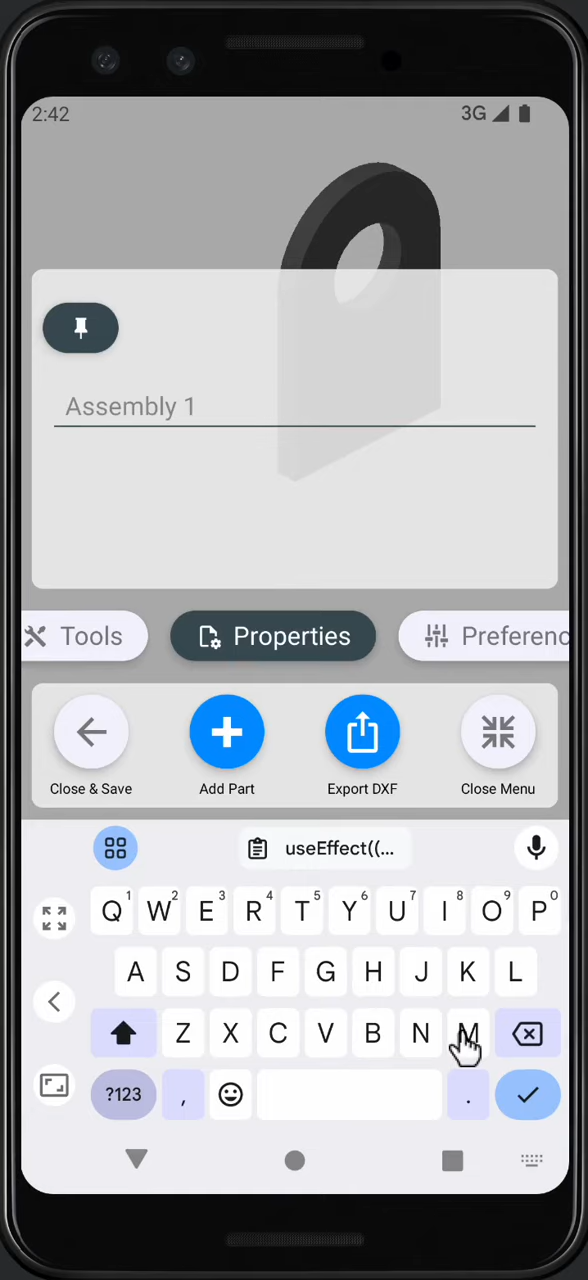 2:42 3G
Assembly 1
Tools Properties Preferenc
Close & Save Add Part Export DXF Close Menu
useEffect((...
Q1 W2 E3 R4 T5 Y6 U7 I8 O9 P0
A S D F G H J K L
Z X C V B N M
?123 , .